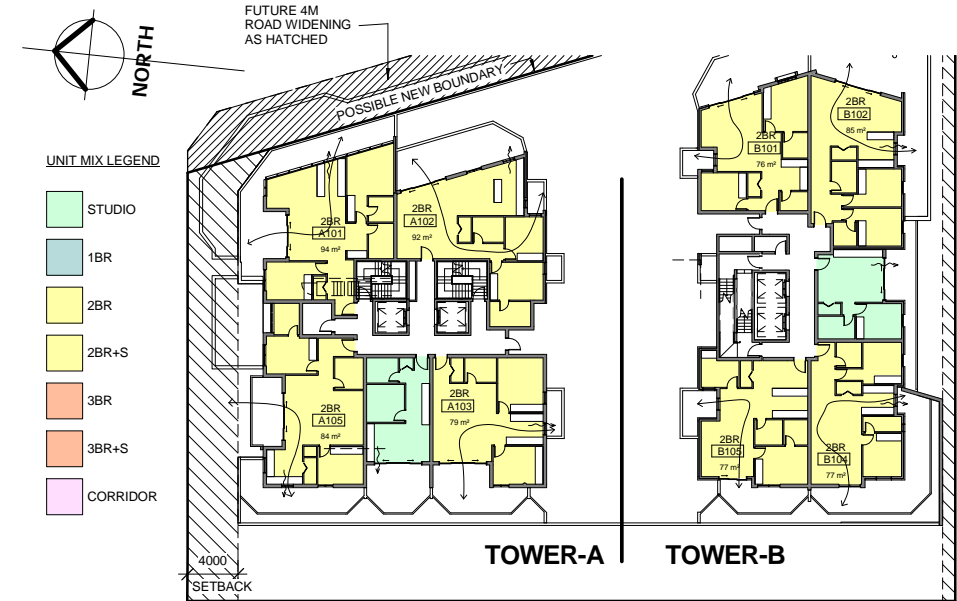 FUTURE 4M
ROAD WIDENING
AS HATCHED
NORTH
POSSIBLE NEW BOUNDARY
UNIT MIX LEGEND
STUDIO
1BR
2BR
2BR+S
3BR
3BR+S
CORRIDOR
2BR
A101
94 m²
2BR
A102
92 m²
2BR
B101
76 m²
2BR
B102
85 m²
2BR
A105
84 m²
2BR
A103
79 m²
2BR
B105
77 m²
2BR
B104
77 m²
TOWER-A
TOWER-B
4000
SETBACK